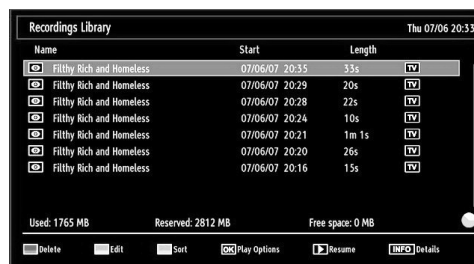 Recordings Library Thu 07/06 20:33
Name Start Length
Filthy Rich and Homeless 07/06/07 20:35 33s TV
Filthy Rich and Homeless 07/06/07 20:29 20s TV
Filthy Rich and Homeless 07/06/07 20:28 22s TV
Filthy Rich and Homeless 07/06/07 20:24 10s TV
Filthy Rich and Homeless 07/06/07 20:21 1m 1s TV
Filthy Rich and Homeless 07/06/07 20:20 26s TV
Filthy Rich and Homeless 07/06/07 20:16 15s TV
Used: 1765 MB Reserved: 2812 MB Free space: 0 MB
Delete Edit Sort OK Play Options Resume INFO Details